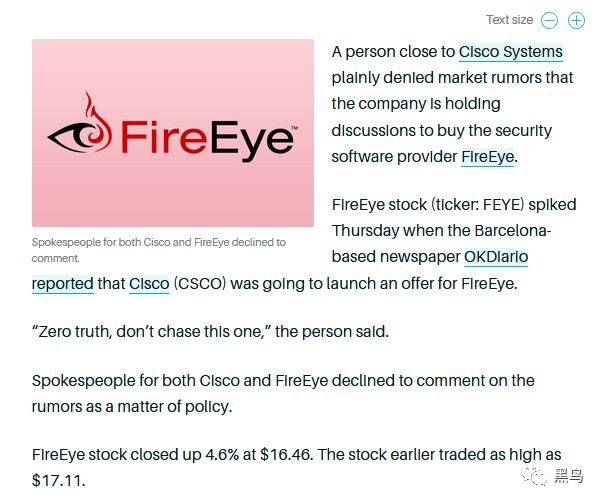 Text size
FireEye™
Spokespeople for both Cisco and FireEye declined to
comment.
A person close to Cisco Systems
plainly denied market rumors that
the company is holding
discussions to buy the security
software provider FireEye.
FireEye stock (ticker: FEYE) spiked
Thursday when the Barcelona-
based newspaper OKDiario
reported that Cisco (CSCO) was going to launch an offer for FireEye.
“Zero truth, don’t chase this one,” the person said.
Spokespeople for both Cisco and FireEye declined to comment on the
rumors as a matter of policy.
FireEye stock closed up 4.6% at $16.46. The stock earlier traded as high as
$17.11.
黑鸟